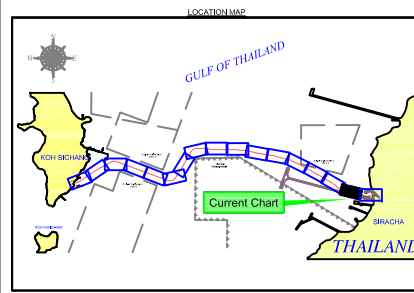 LOCATION MAP
N
W
E
S
GULF OF THAILAND
KOH SICHANG
Current Chart
SIRACHA
THAILAND